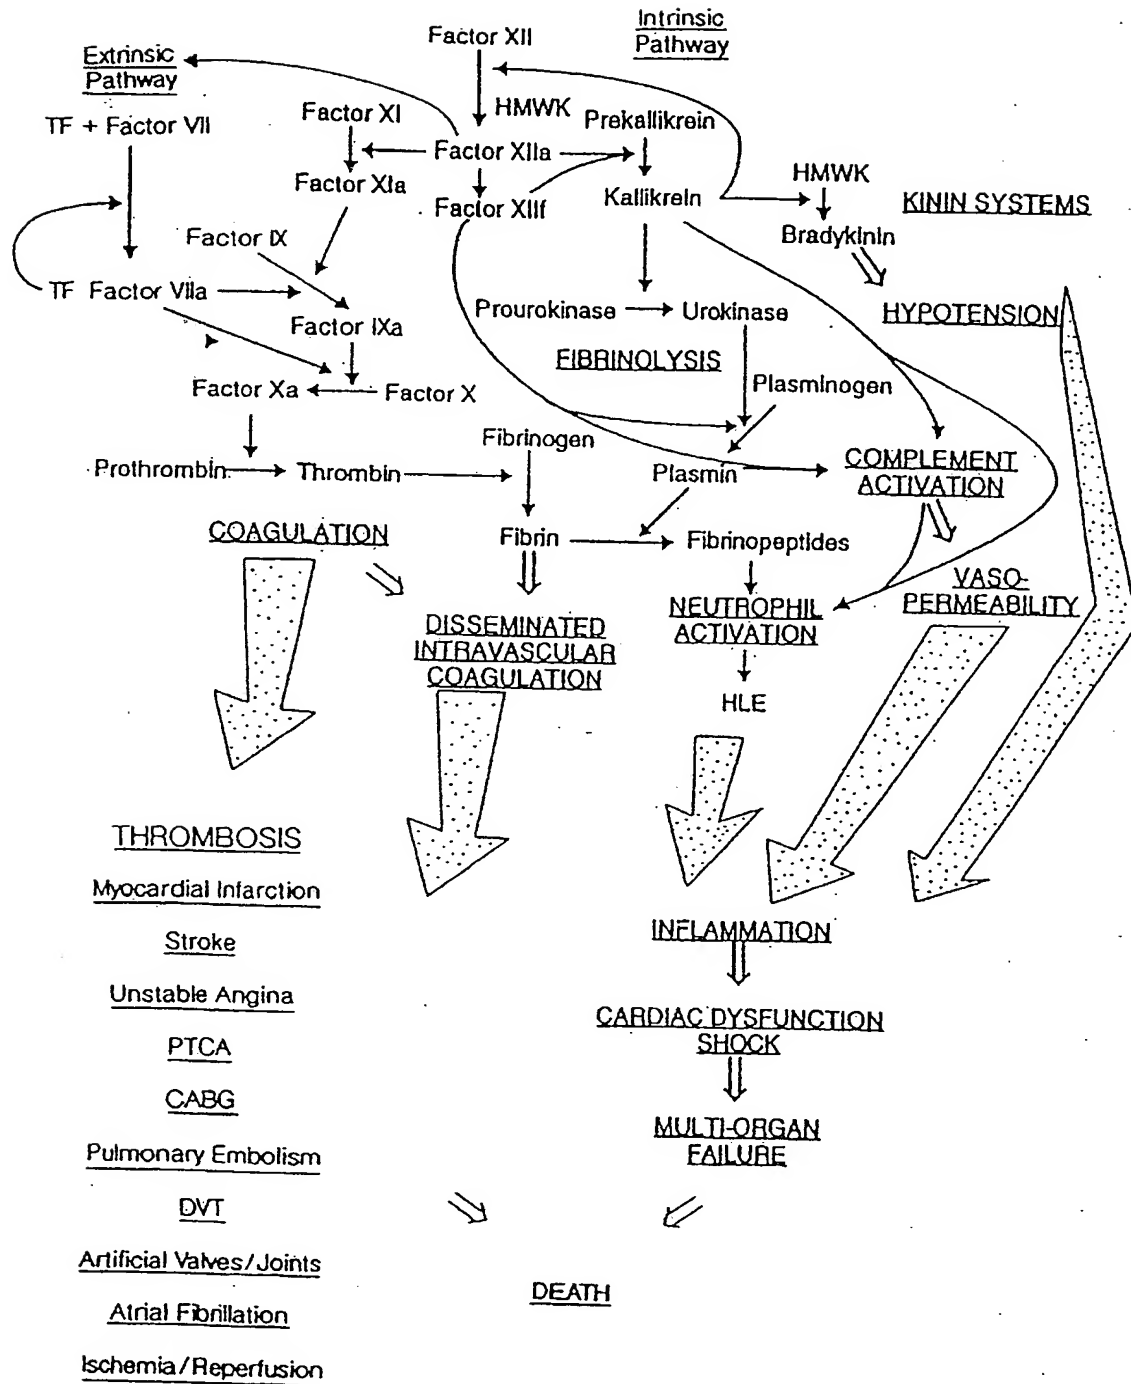 Extrinsic
Pathway
Factor XII
Intrinsic
Pathway
TF + Factor VII
Factor XI
HMWK
Prekallikrein
Factor XIIa
HMWK
Factor XIa
Factor XIIf
Kallikrein
KININ SYSTEMS
Factor IX
Bradykinin
TF Factor VIIa
Prourokinase
Urokinase
HYPOTENSION
Factor IXa
FIBRINOLYSIS
Factor Xa
Factor X
Plasminogen
Fibrinogen
Prothrombin
Thrombin
Plasmin
COMPLEMENT
ACTIVATION
COAGULATION
Fibrin
Fibrinopeptides
VASO-
PERMEABILITY
NEUTROPHIL
ACTIVATION
DISSEMINATED
INTRAVASCULAR
COAGULATION
HLE
THROMBOSIS
Myocardial Infarction
Stroke
Unstable Angina
PTCA
CABG
Pulmonary Embolism
DVT
Artificial Valves/Joints
Atrial Fibrillation
Ischemia/Reperfusion
INFLAMMATION
CARDIAC DYSFUNCTION
SHOCK
MULTI-ORGAN
FAILURE
DEATH